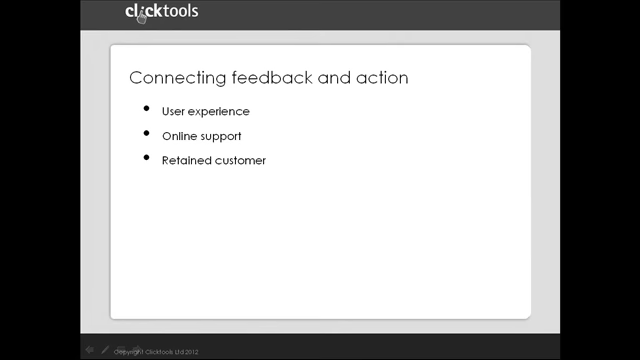 clicktools
Connecting feedback and action
User experience
Online support
Retained customer
Copyright Clicktools Ltd 2012